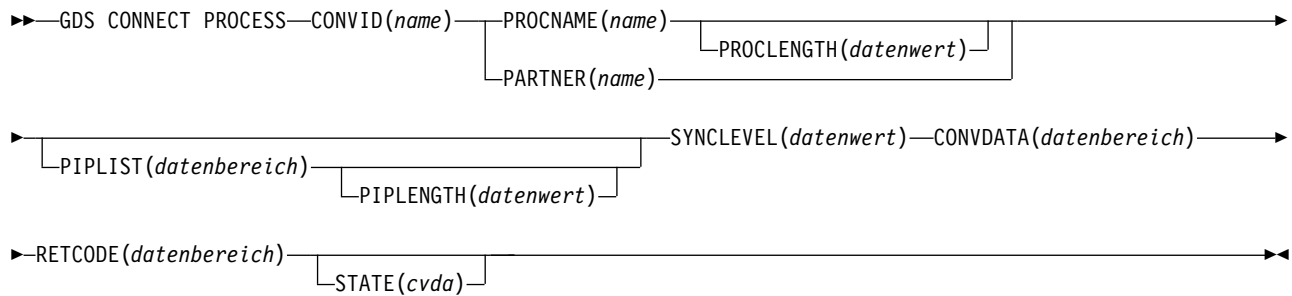 GDS CONNECT PROCESS CONVID(name) PROCNAME(name)
PROCLENGTH(datenwert)
PARTNER(name)
SYNCLEVEL(datenwert) CONVDATA(datenbereich)
PIPLIST(datenbereich)
PIPLENGTH(datenwert)
RETCODE(datenbereich)
STATE(cvda)